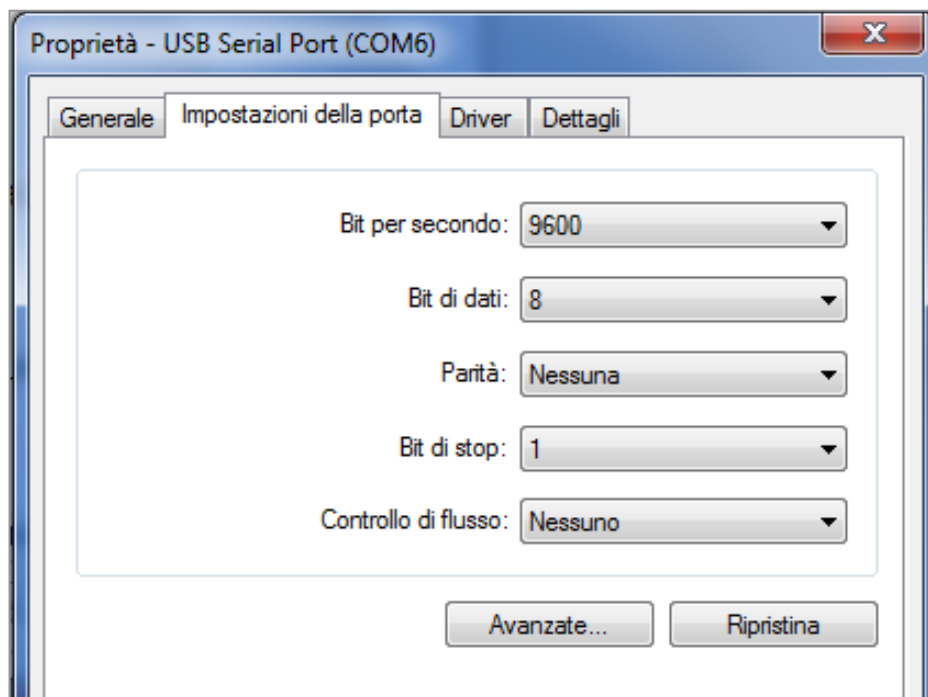 Proprietà - USB Serial Port (COM6)
Generale Impostazioni della porta Driver Dettagli
Bit per secondo: 9600
Bit di dati: 8
Parità: Nessuna
Bit di stop: 1
Controllo di flusso: Nessuno
Avanzate... Ripristina